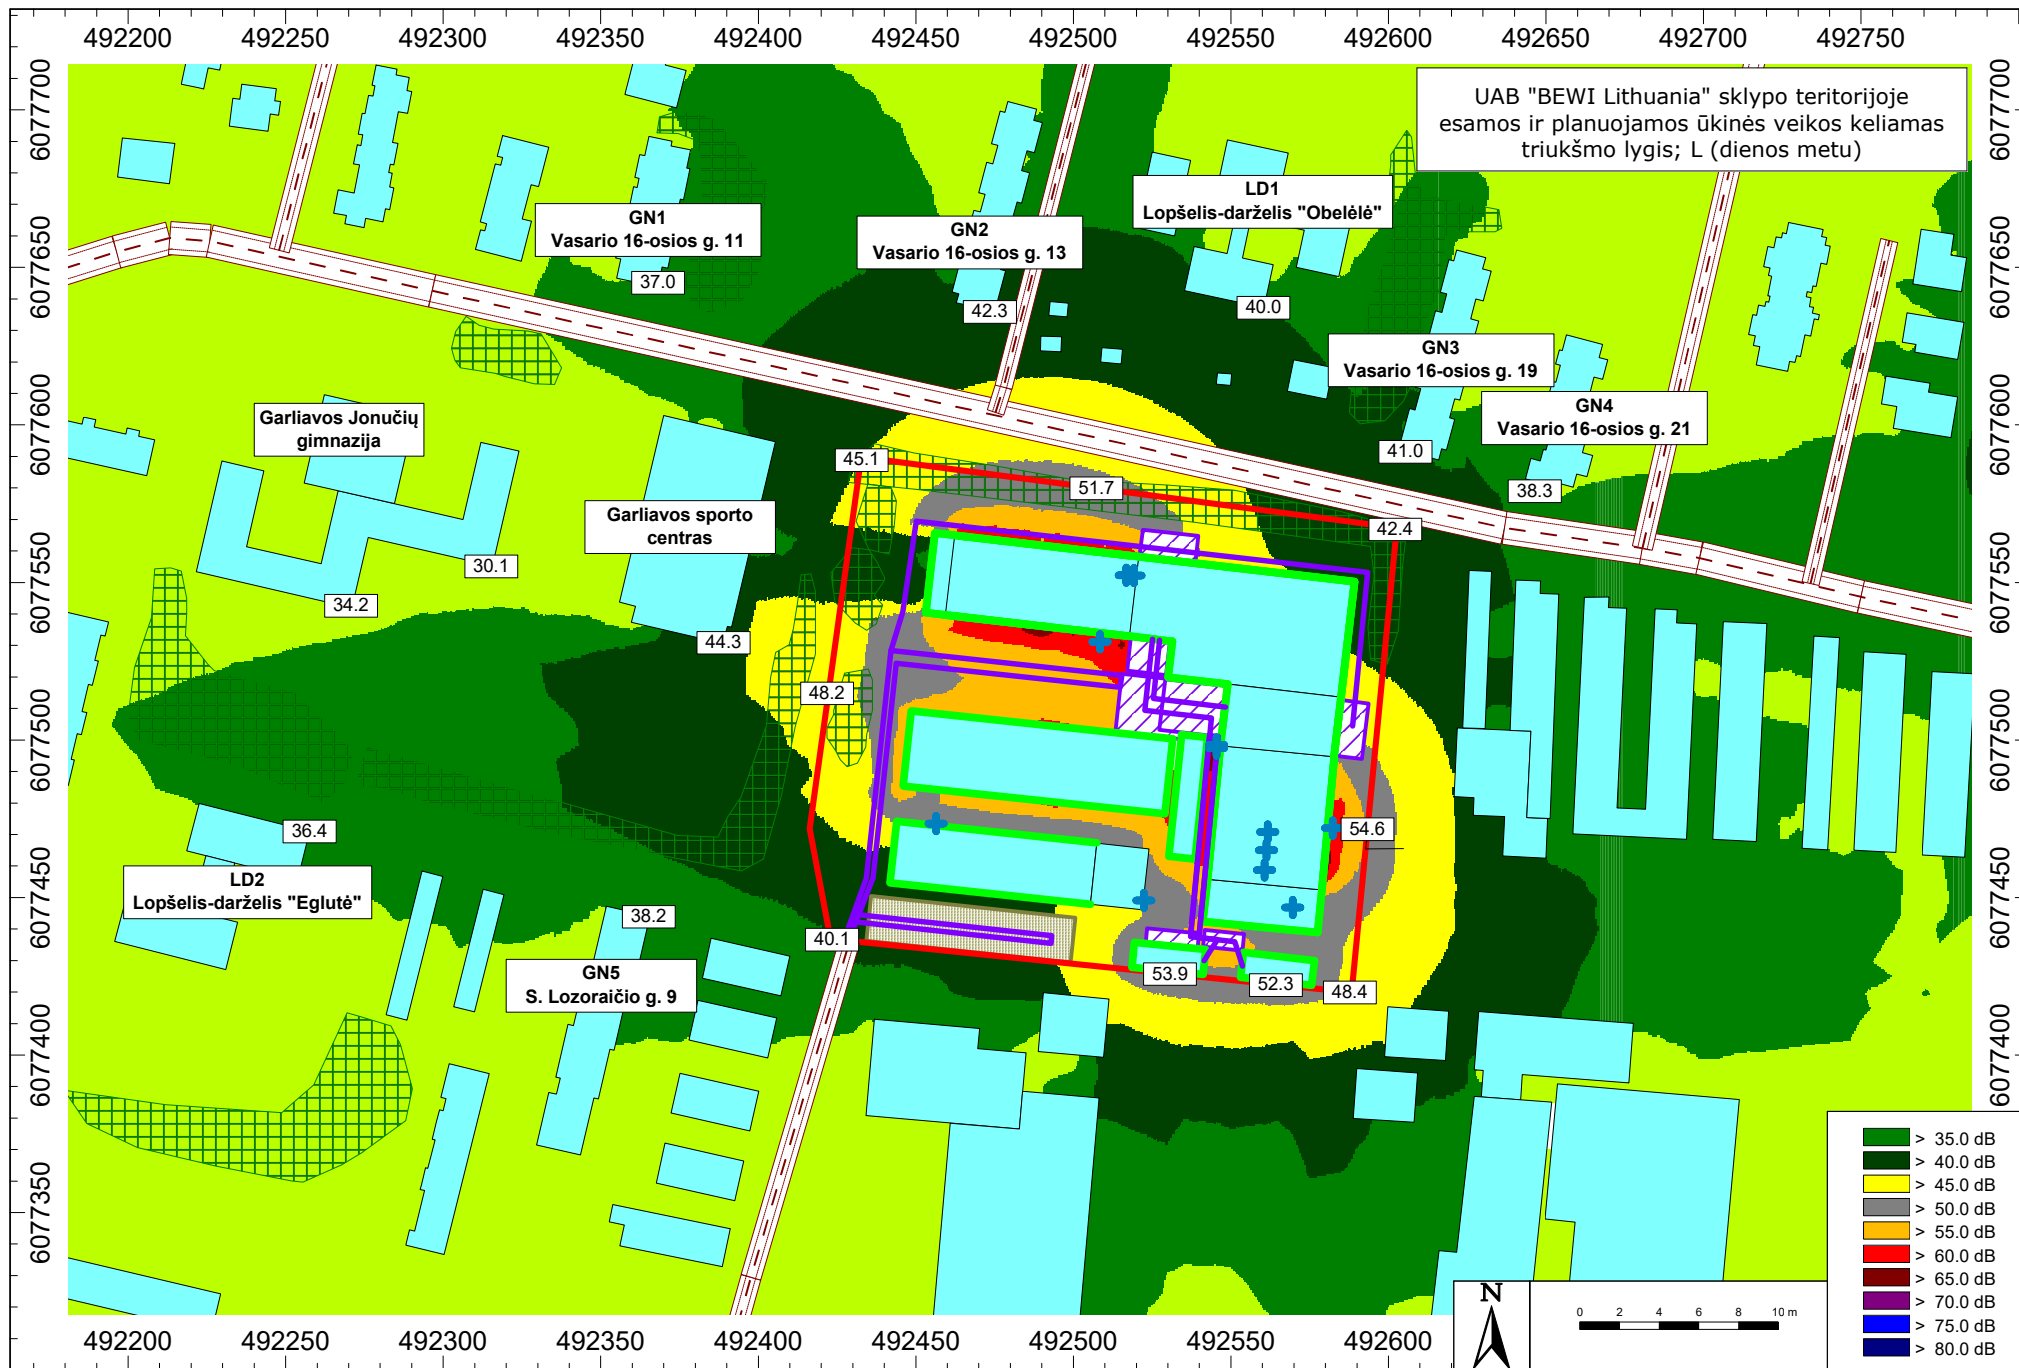 492200 492250 492300 492350 492400 492450 492500 492550 492600 492650 492700 492750
6077700
6077650
6077600
6077550
6077500
6077450
6077400
6077350
6077700
6077650
6077600
6077550
6077500
6077450
6077400
UAB "BEWI Lithuania" sklypo teritorijoje
esamos ir planuojamos ūkinės veikos keliamas
triukšmo lygis; L (dienos metu)
GN1
Vasario 16-osios g. 11
37.0
GN2
Vasario 16-osios g. 13
42.3
LD1
Lopšelis-darželis "Obelėlė"
40.0
GN3
Vasario 16-osios g. 19
41.0
GN4
Vasario 16-osios g. 21
38.3
Garliavos Jonučių
gimnazija
30.1
34.2
Garliavos sporto
centras
44.3
45.1
51.7
42.4
48.2
54.6
40.1
53.9
52.3
48.4
36.4
LD2
Lopšelis-darželis "Eglutė"
38.2
GN5
S. Lozoraičio g. 9
> 35.0 dB
> 40.0 dB
> 45.0 dB
> 50.0 dB
> 55.0 dB
> 60.0 dB
> 65.0 dB
> 70.0 dB
> 75.0 dB
> 80.0 dB
N
0 2 4 6 8 10 m
492200 492250 492300 492350 492400 492450 492500 492550 492600